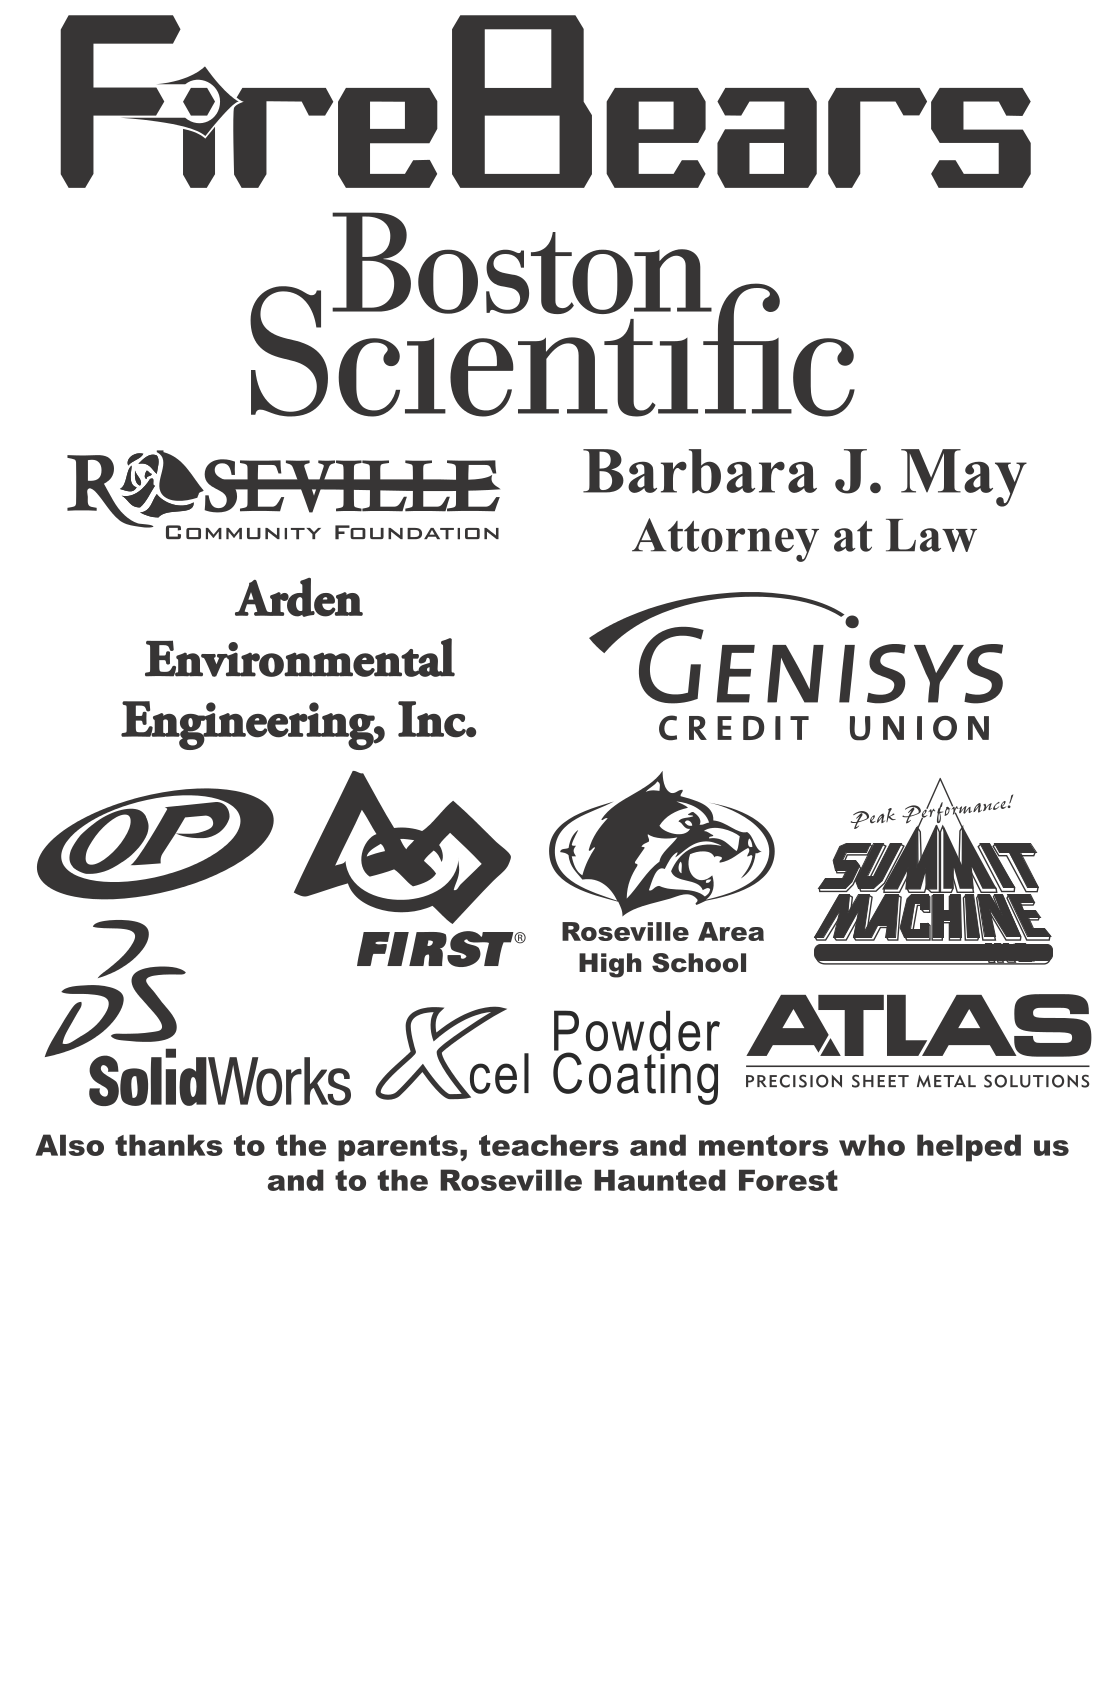 FireBears
Boston
Scientific
ROSEVILLE
COMMUNITY FOUNDATION
Barbara J. May
Attorney at Law
Arden
Environmental
Engineering, Inc.
GENiSYS
CREDIT UNION
OP
FIRST®
Roseville Area
High School
Peak Performance!
SUMMIT
MACHINE
DS
SolidWorks
Xcel
Powder
Coating
ATLAS
PRECISION SHEET METAL SOLUTIONS
Also thanks to the parents, teachers and mentors who helped us
and to the Roseville Haunted Forest